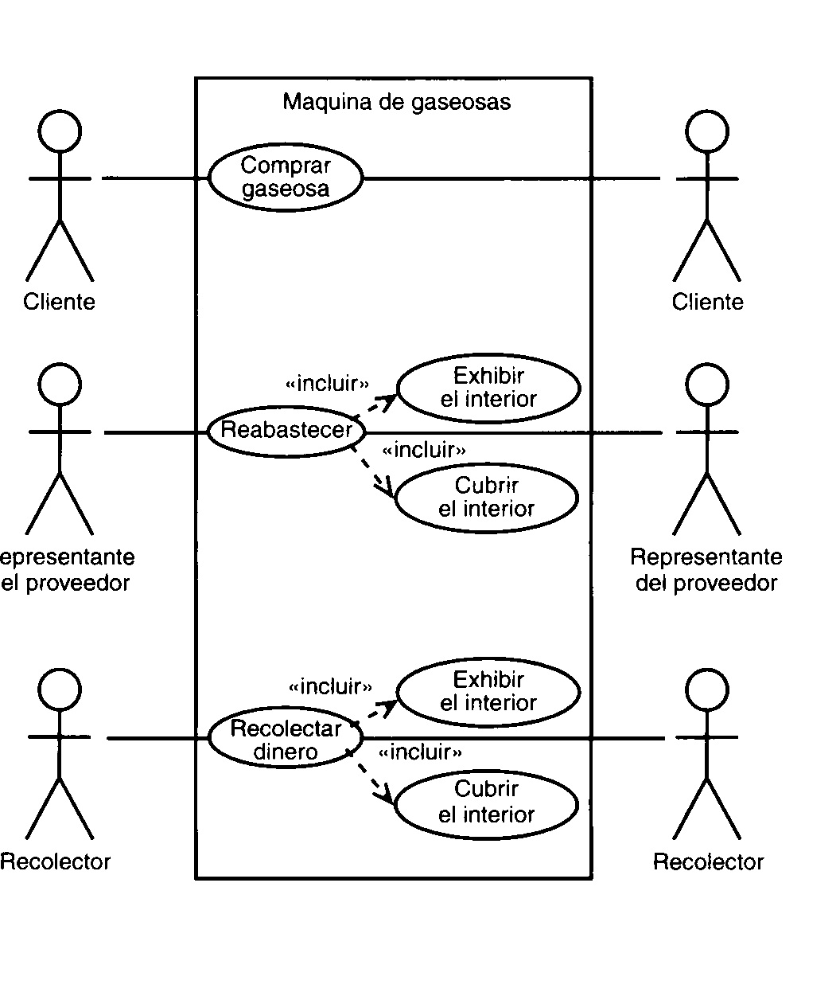 Maquina de gaseosas
Comprar
gaseosa
Cliente
Cliente
«incluir»
Exhibir
el interior
Reabastecer
«incluir»
Cubrir
el interior
epresentante
el proveedor
Representante
del proveedor
«incluir»
Exhibir
el interior
Recolectar
dinero
«incluir»
Cubrir
el interior
Recolector
Recolector